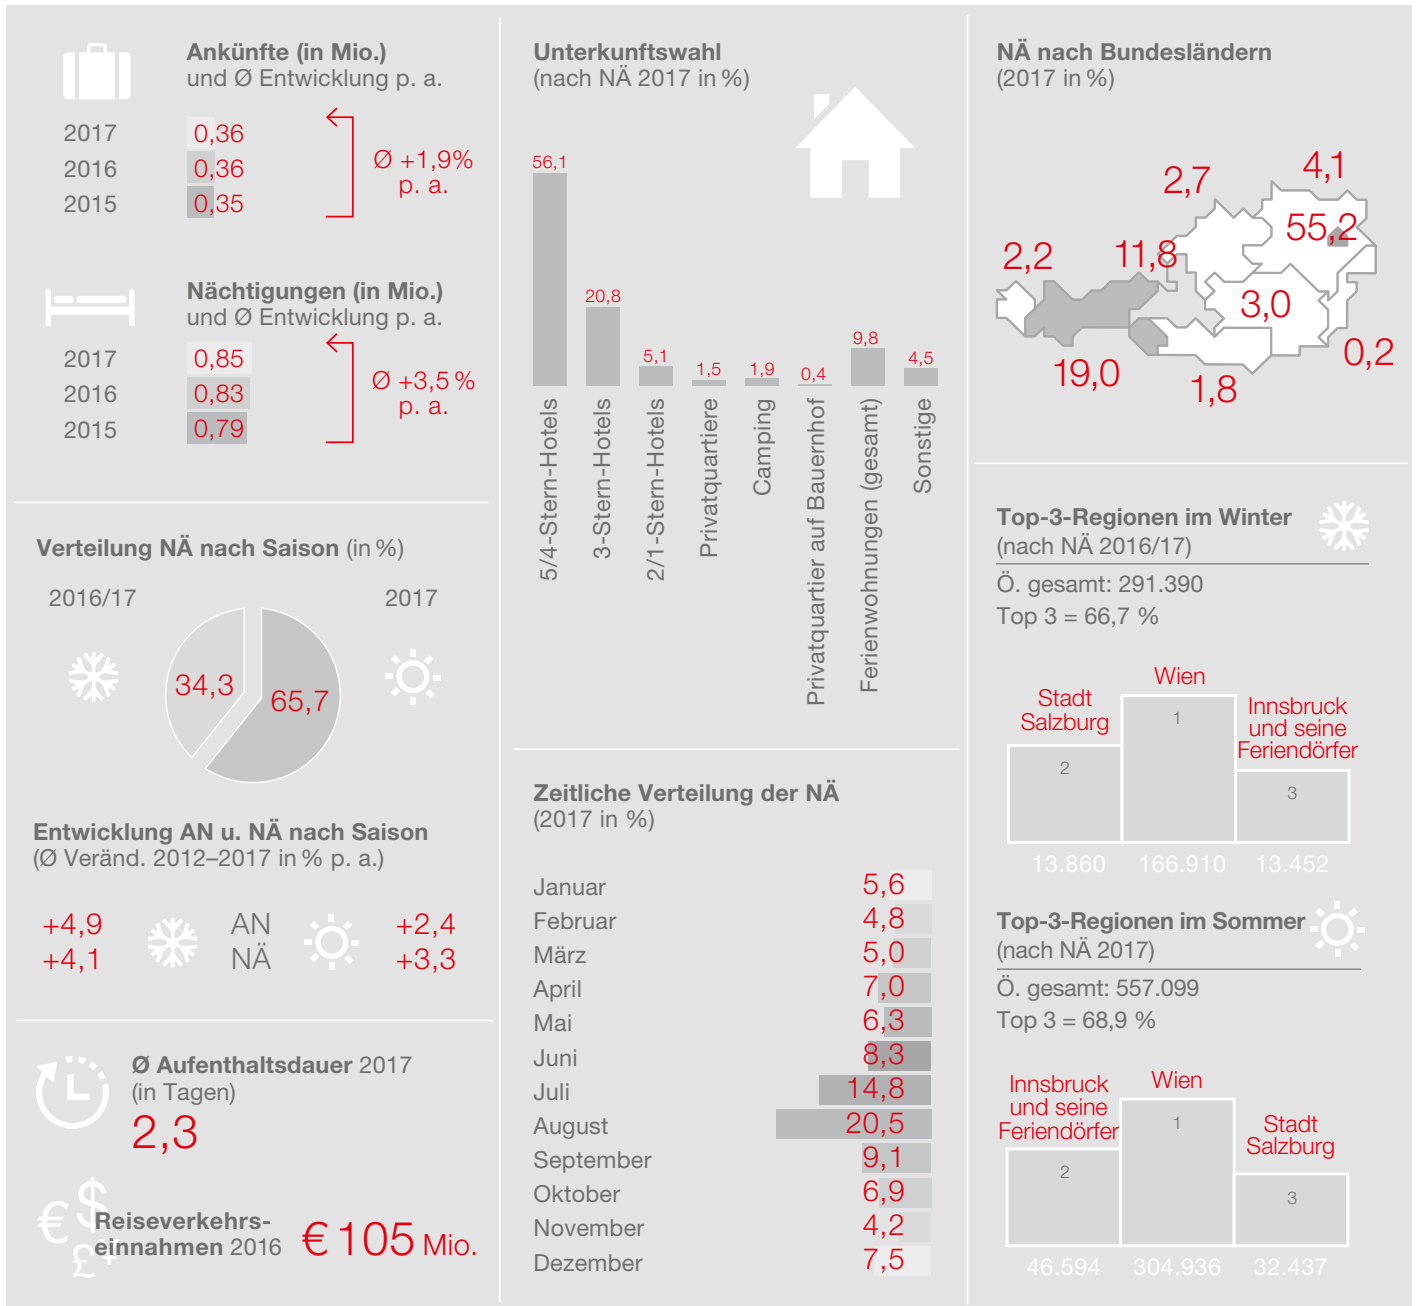 Ankünfte (in Mio.)
und Ø Entwicklung p. a.
2017 0,36
2016 0,36
2015 0,35
Ø +1,9%
p. a.
Nächtigungen (in Mio.)
und Ø Entwicklung p. a.
2017 0,85
2016 0,83
2015 0,79
Ø +3,5 %
p. a.
Verteilung NÄ nach Saison (in %)
2016/17 2017
34,3 65,7
Entwicklung AN u. NÄ nach Saison
(Ø Veränd. 2012–2017 in % p. a.)
+4,9 AN +2,4
+4,1 NÄ +3,3
Ø Aufenthaltsdauer 2017
(in Tagen)
2,3
€ $ £ ¥
Reiseverkehrs-
einnahmen 2016 € 105 Mio.
Unterkunftswahl
(nach NÄ 2017 in %)
56,1
20,8
5,1
1,5
1,9
0,4
9,8
4,5
5/4-Stern-Hotels
3-Stern-Hotels
2/1-Stern-Hotels
Privatquartiere
Camping
Privatquartier auf Bauernhof
Ferienwohnungen (gesamt)
Sonstige
Zeitliche Verteilung der NÄ
(2017 in %)
Januar 5,6
Februar 4,8
März 5,0
April 7,0
Mai 6,3
Juni 8,3
Juli 14,8
August 20,5
September 9,1
Oktober 6,9
November 4,2
Dezember 7,5
NÄ nach Bundesländern
(2017 in %)
4,1
2,7
55,2
2,2
11,8
3,0
0,2
19,0
1,8
Top-3-Regionen im Winter
(nach NÄ 2016/17)
Ö. gesamt: 291.390
Top 3 = 66,7 %
Wien
Stadt
Salzburg
Innsbruck
und seine
Feriendörfer
1
2
3
13.860 166.910 13.452
Top-3-Regionen im Sommer
(nach NÄ 2017)
Ö. gesamt: 557.099
Top 3 = 68,9 %
Innsbruck
und seine
Feriendörfer
Wien
Stadt
Salzburg
1
2
3
46.594 304.936 32.437